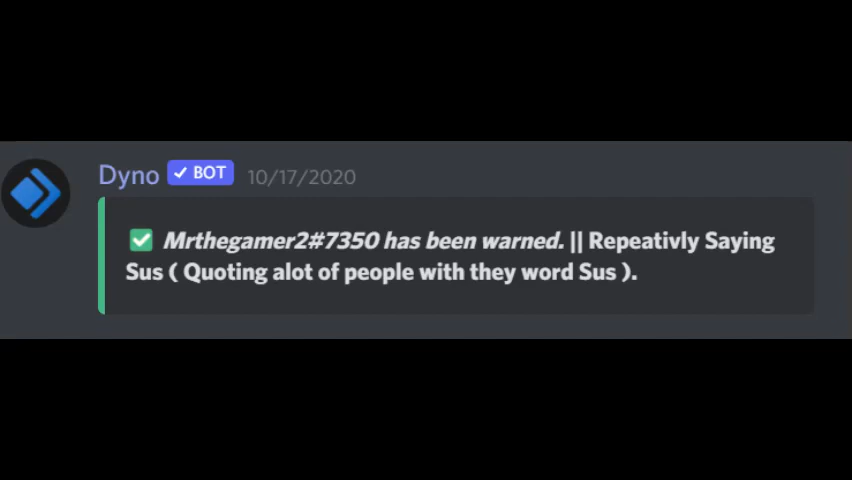 Dyno ✓ BOT 10/17/2020
✅ Mrthegamer2#7350 has been warned. || Repeativly Saying
Sus ( Quoting alot of people with they word Sus ).